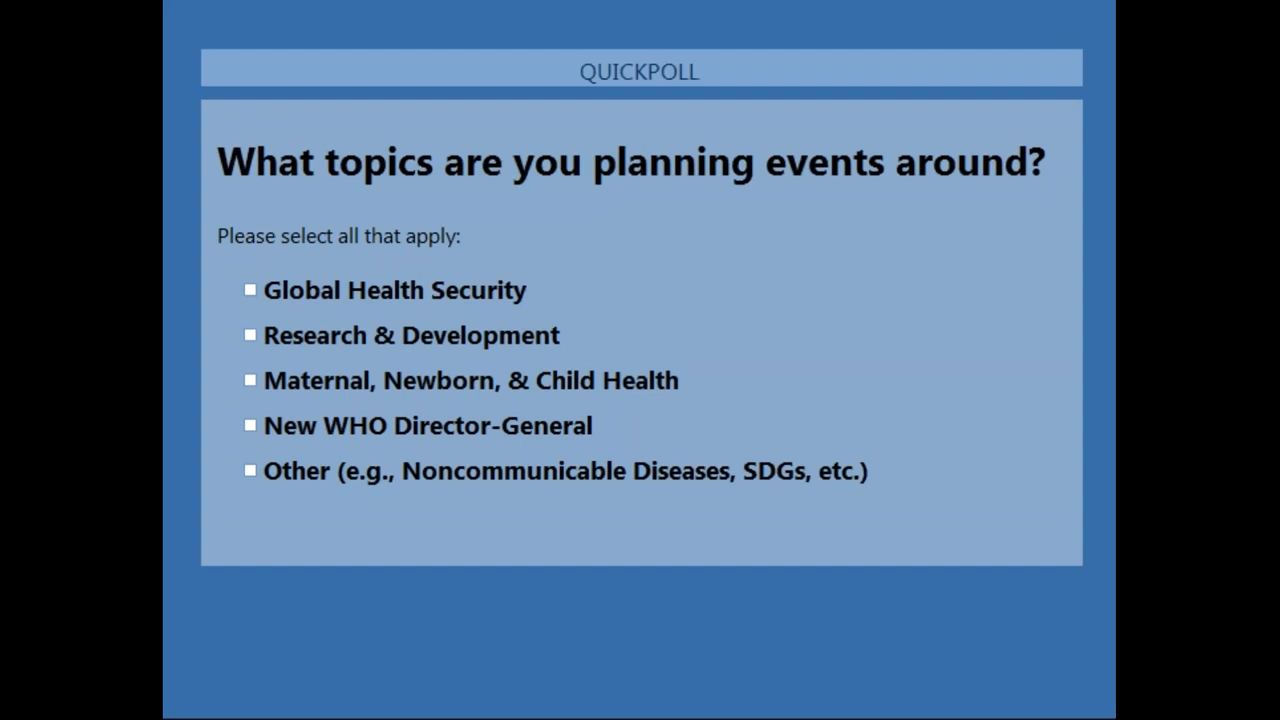 QUICKPOLL
What topics are you planning events around?
Please select all that apply:
Global Health Security
Research & Development
Maternal, Newborn, & Child Health
New WHO Director-General
Other (e.g., Noncommunicable Diseases, SDGs, etc.)